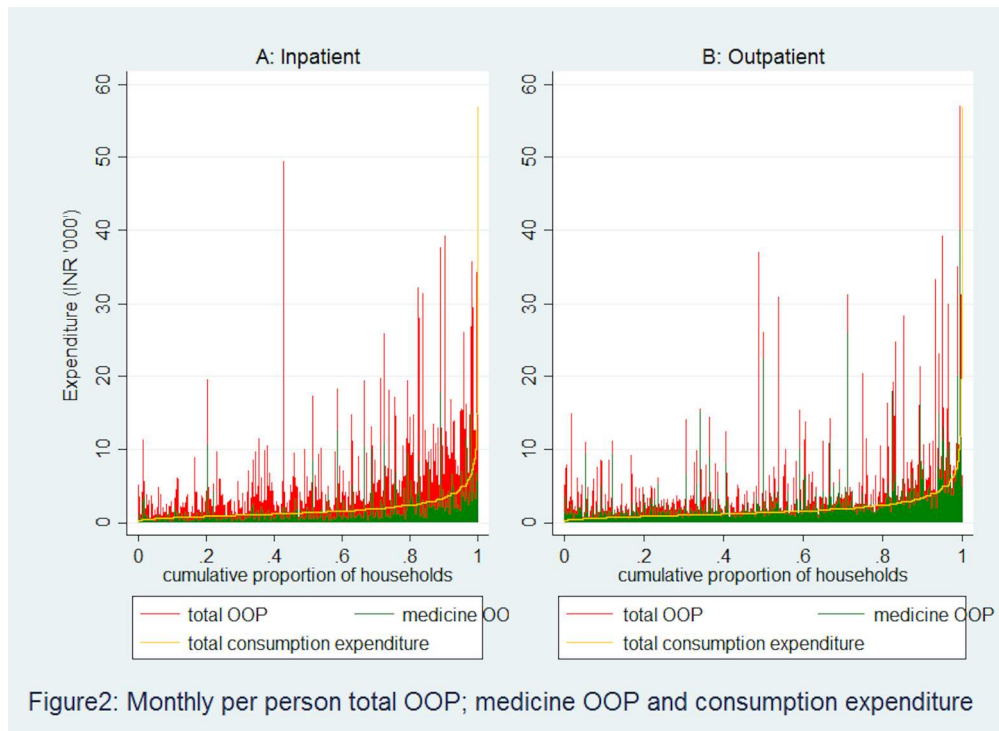 A: Inpatient
B: Outpatient
Expenditure (INR '000')
60
50
40
30
20
10
0
0 .2 .4 .6 .8 1
cumulative proportion of households
60
50
40
30
20
10
0
0 .2 .4 .6 .8 1
cumulative proportion of households
total OOP
medicine OO
total consumption expenditure
total OOP
medicine OOP
total consumption expenditure
Figure2: Monthly per person total OOP; medicine OOP and consumption expenditure